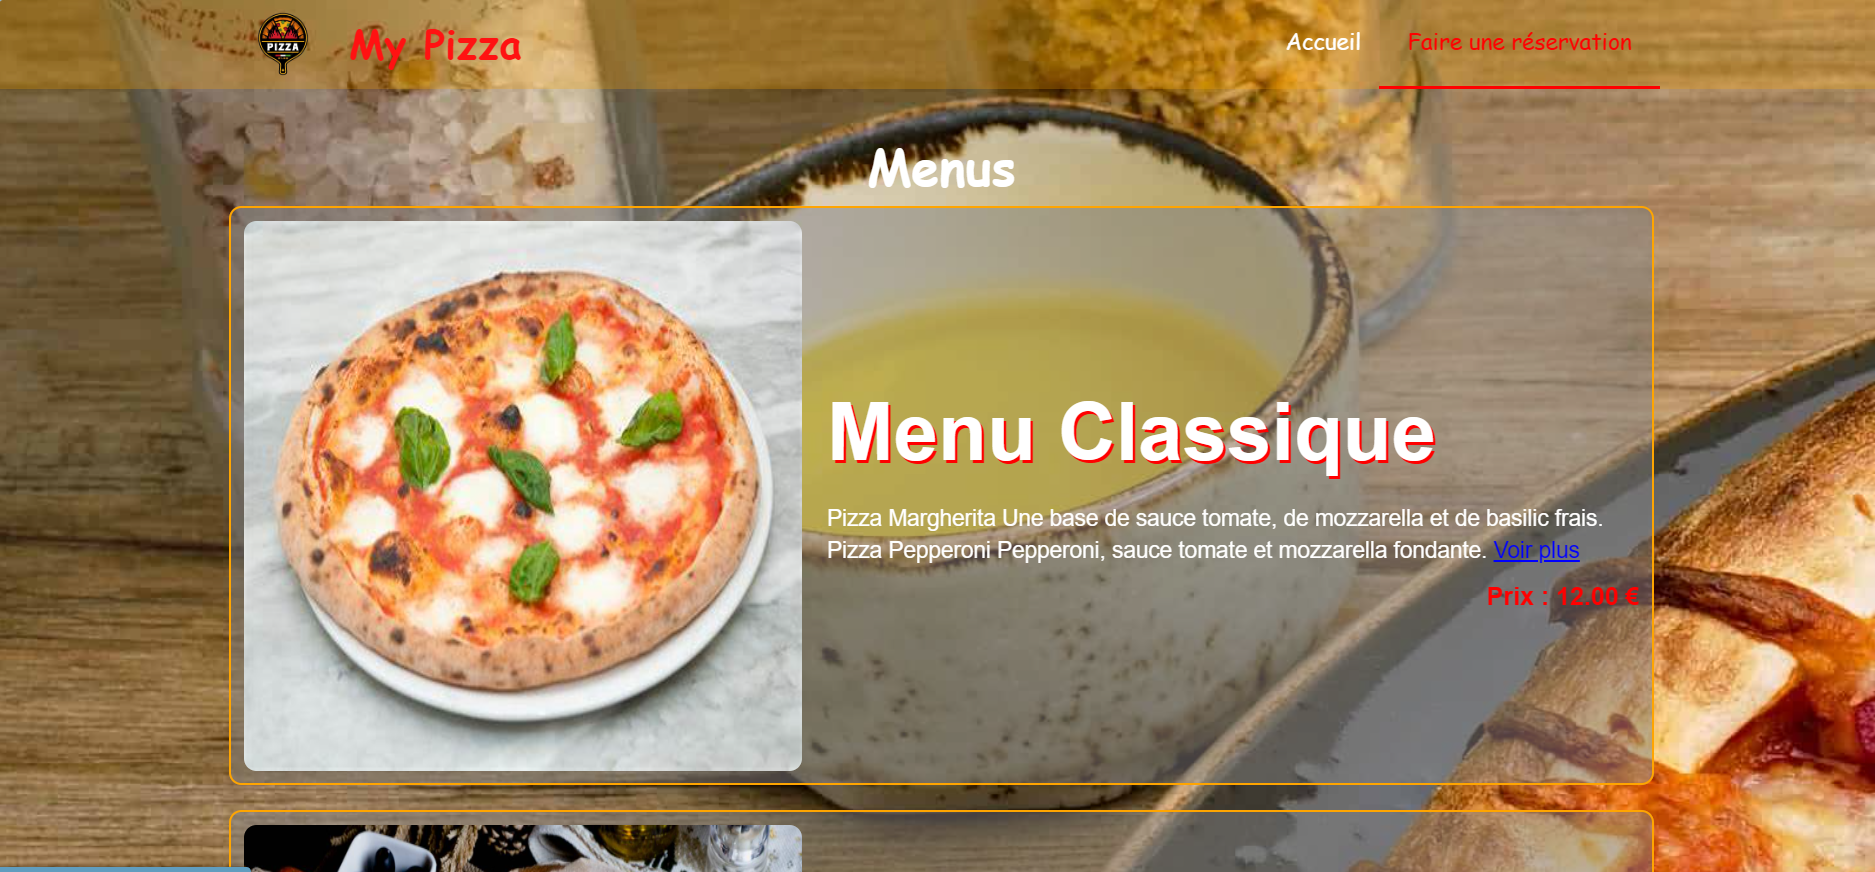 PIZZA
My Pizza
Accueil
Faire une réservation
Menus
Menu Classique
Pizza Margherita Une base de sauce tomate, de mozzarella et de basilic frais.
Pizza Pepperoni Pepperoni, sauce tomate et mozzarella fondante. Voir plus
Prix : 12.00 €